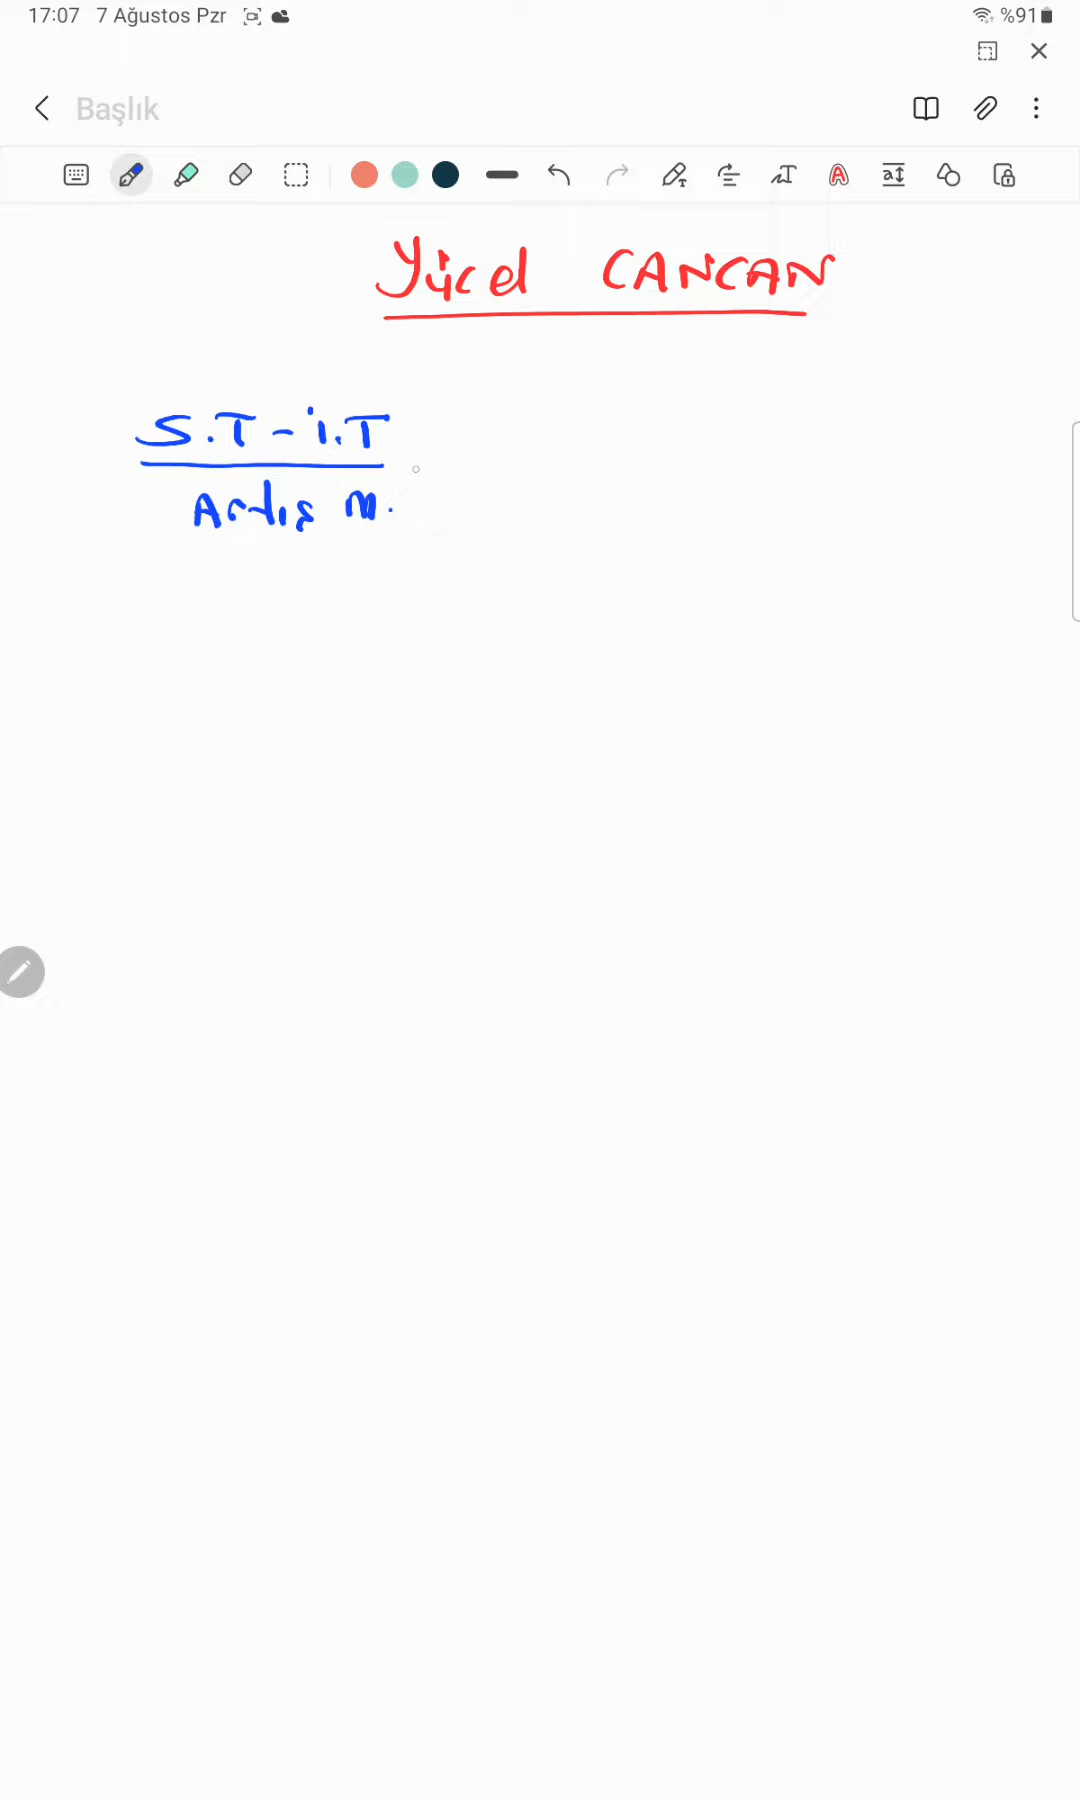 17:07 7 Ağustos Pzr %91
Başlık
Yücel CANCAN
S.T - İ.T
Artış M.